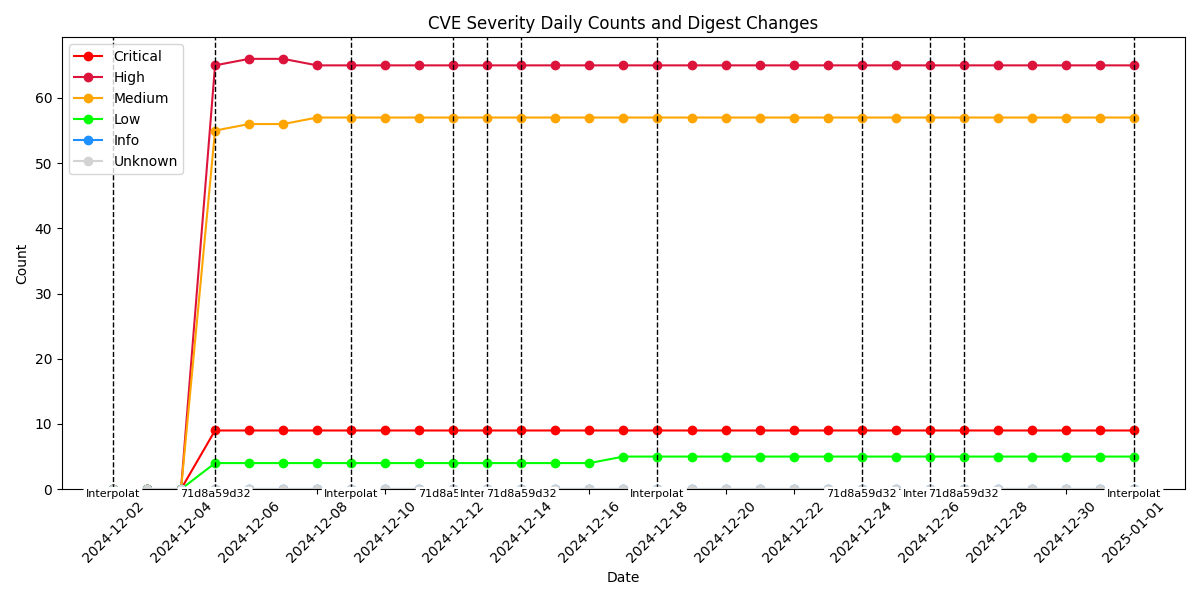 CVE Severity Daily Counts and Digest Changes
Critical
High
Medium
Low
Info
Unknown
60
50
40
30
20
10
0
Count
Interpolat
71d8a59d32
Interpolat
71d8a5
Inter
71d8a59d32
Interpolat
71d8a59d32
Inter
71d8a59d32
Interpolat
2024-12-02
2024-12-04
2024-12-06
2024-12-08
2024-12-10
2024-12-12
2024-12-14
2024-12-16
2024-12-18
2024-12-20
2024-12-22
2024-12-24
2024-12-26
2024-12-28
2024-12-30
2025-01-01
Date